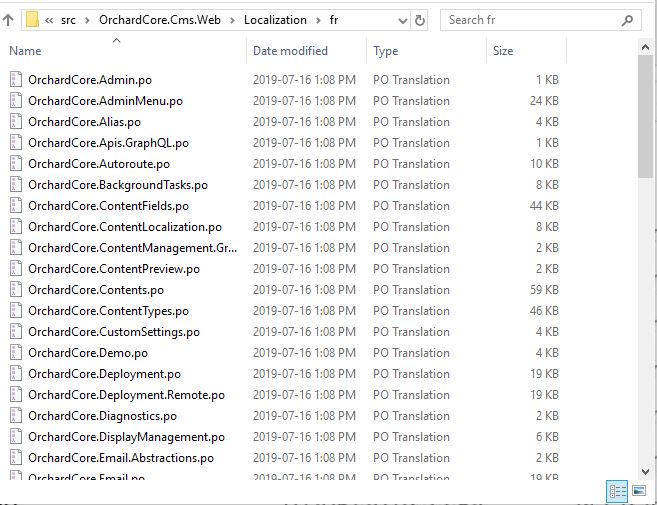 « src > OrchardCore.Cms.Web > Localization > fr Search fr
Name Date modified Type Size
OrchardCore.Admin.po 2019-07-16 1:08 PM PO Translation 1 KB
OrchardCore.AdminMenu.po 2019-07-16 1:08 PM PO Translation 24 KB
OrchardCore.Alias.po 2019-07-16 1:08 PM PO Translation 4 KB
OrchardCore.Apis.GraphQL.po 2019-07-16 1:08 PM PO Translation 1 KB
OrchardCore.Autoroute.po 2019-07-16 1:08 PM PO Translation 10 KB
OrchardCore.BackgroundTasks.po 2019-07-16 1:08 PM PO Translation 8 KB
OrchardCore.ContentFields.po 2019-07-16 1:08 PM PO Translation 44 KB
OrchardCore.ContentLocalization.po 2019-07-16 1:08 PM PO Translation 8 KB
OrchardCore.ContentManagement.Gr... 2019-07-16 1:08 PM PO Translation 2 KB
OrchardCore.ContentPreview.po 2019-07-16 1:08 PM PO Translation 2 KB
OrchardCore.Contents.po 2019-07-16 1:08 PM PO Translation 59 KB
OrchardCore.ContentTypes.po 2019-07-16 1:08 PM PO Translation 46 KB
OrchardCore.CustomSettings.po 2019-07-16 1:08 PM PO Translation 4 KB
OrchardCore.Demo.po 2019-07-16 1:08 PM PO Translation 4 KB
OrchardCore.Deployment.po 2019-07-16 1:08 PM PO Translation 19 KB
OrchardCore.Deployment.Remote.po 2019-07-16 1:08 PM PO Translation 19 KB
OrchardCore.Diagnostics.po 2019-07-16 1:08 PM PO Translation 2 KB
OrchardCore.DisplayManagement.po 2019-07-16 1:08 PM PO Translation 6 KB
OrchardCore.Email.Abstractions.po 2019-07-16 1:08 PM PO Translation 2 KB
OrchardCore.Email.po 2019-07-16 1:08 PM PO Translation 19 KB